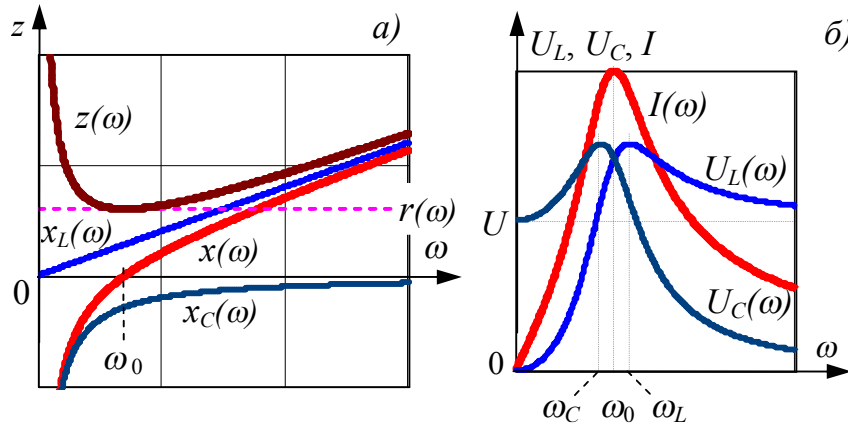 z
а)
z(ω)
r(ω)
x_L(ω)
x(ω)
ω
0
x_C(ω)
ω_0
б)
U_L, U_C, I
I(ω)
U_L(ω)
U
U_C(ω)
0
ω
ω_C ω_0 ω_L